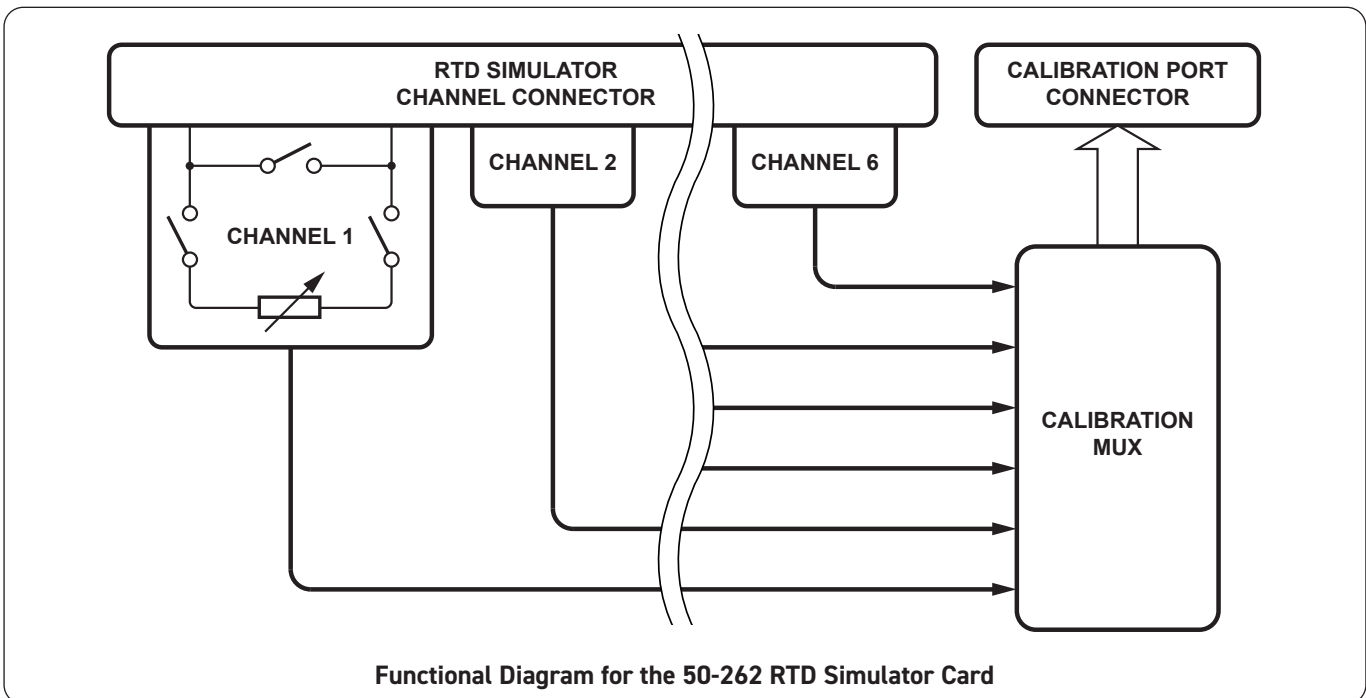 RTD SIMULATOR
CHANNEL CONNECTOR
CALIBRATION PORT
CONNECTOR
CHANNEL 1
CHANNEL 2
CHANNEL 6
CALIBRATION
MUX
Functional Diagram for the 50-262 RTD Simulator Card